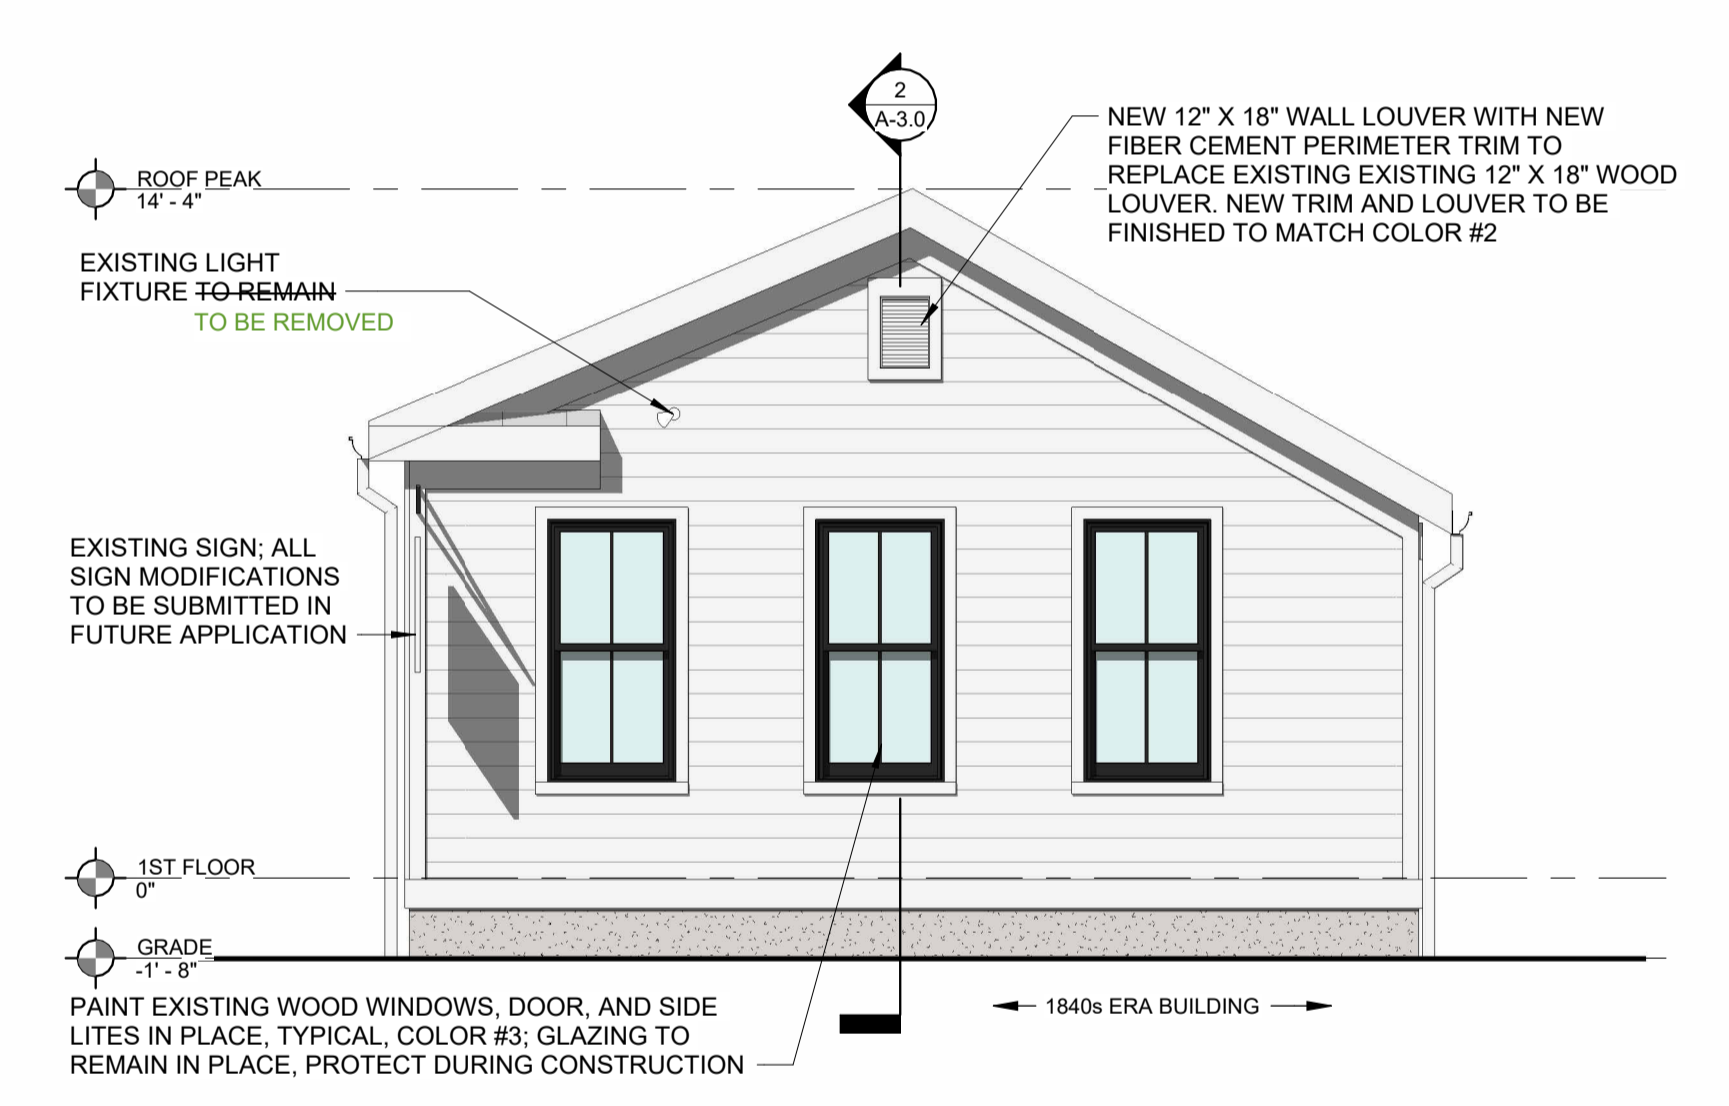 2
A-3.0
NEW 12" X 18" WALL LOUVER WITH NEW
FIBER CEMENT PERIMETER TRIM TO
REPLACE EXISTING EXISTING 12" X 18" WOOD
LOUVER. NEW TRIM AND LOUVER TO BE
FINISHED TO MATCH COLOR #2
ROOF PEAK
14' - 4"
EXISTING LIGHT
FIXTURE TO REMAIN
TO BE REMOVED
EXISTING SIGN; ALL
SIGN MODIFICATIONS
TO BE SUBMITTED IN
FUTURE APPLICATION
1ST FLOOR
0"
GRADE
-1' - 8"
PAINT EXISTING WOOD WINDOWS, DOOR, AND SIDE
LITES IN PLACE, TYPICAL, COLOR #3; GLAZING TO
REMAIN IN PLACE, PROTECT DURING CONSTRUCTION
1840s ERA BUILDING